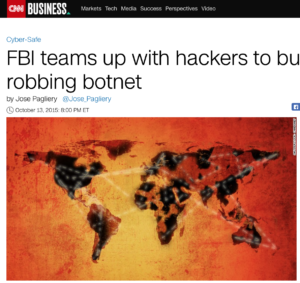 CNN BUSINESS
Markets Tech Media Success Perspectives Video
Cyber-Safe
FBI teams up with hackers to bu
robbing botnet
by Jose Pagliery @Jose_Pagliery
October 13, 2015: 8:00 PM ET